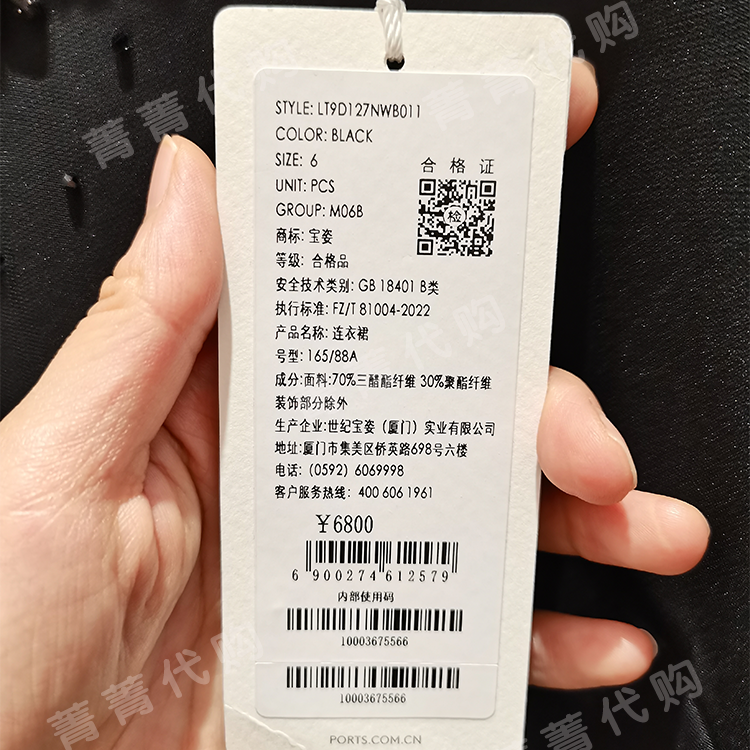 STYLE: LT9D127NWB011
COLOR: BLACK
SIZE: 6
UNIT: PCS
GROUP: M06B
合格证
检
商标: 宝姿
等级: 合格品
安全技术类别: GB 18401 B类
执行标准: FZ/T 81004-2022
产品名称: 连衣裙
号型: 165/88A
成分:面料:70%三醋酯纤维 30%聚酯纤维
装饰部分除外
生产企业:世纪宝姿（厦门）实业有限公司
地址:厦门市集美区侨英路698号六楼
电话:（0592）6069998
客户服务热线: 400 606 1961
￥6800
6 900274 612579
内部使用码
10003675566
10003675566
PORTS.COM.CN
菁菁代购
菁菁代购
菁菁代购
菁菁代购
菁菁代购